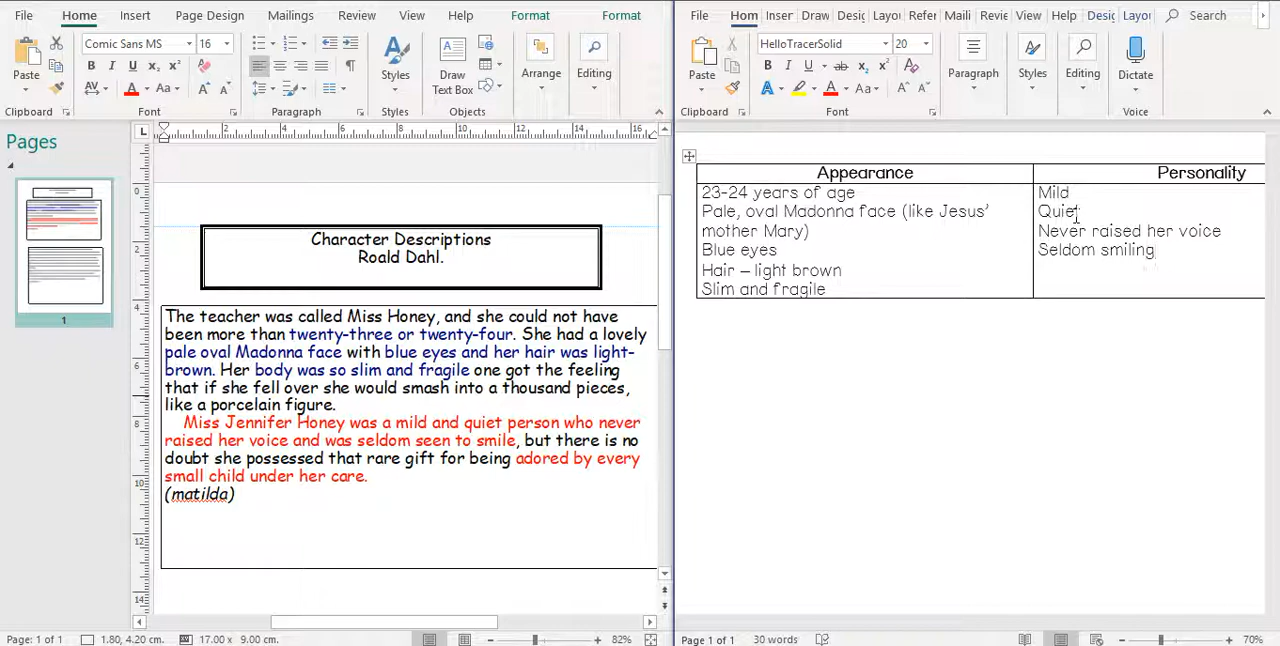 File Home Insert Page Design Mailings Review View Help Format Format
Comic Sans MS 16
Paste Styles Draw Text Box Arrange Editing
Clipboard Font Paragraph Styles Objects
File Hom Inser Draw Desig Layou Refer Maili Revie View Help Desig Layou Search
HelloTracerSolid 20
Paste Paragraph Styles Editing Dictate
Clipboard Font Voice
Pages
1
Character Descriptions
Roald Dahl.
The teacher was called Miss Honey, and she could not have
been more than twenty-three or twenty-four. She had a lovely
pale oval Madonna face with blue eyes and her hair was light-
brown. Her body was so slim and fragile one got the feeling
that if she fell over she would smash into a thousand pieces,
like a porcelain figure.
Miss Jennifer Honey was a mild and quiet person who never
raised her voice and was seldom seen to smile, but there is no
doubt she possessed that rare gift for being adored by every
small child under her care.
(matilda)
Appearance Personality
23-24 years of age
Pale, oval Madonna face (like Jesus'
mother Mary)
Blue eyes
Hair – light brown
Slim and fragile
Mild
Quiet
Never raised her voice
Seldom smiling
Page: 1 of 1 1.80, 4.20 cm. 17.00 x 9.00 cm. 82%
Page 1 of 1 30 words 70%